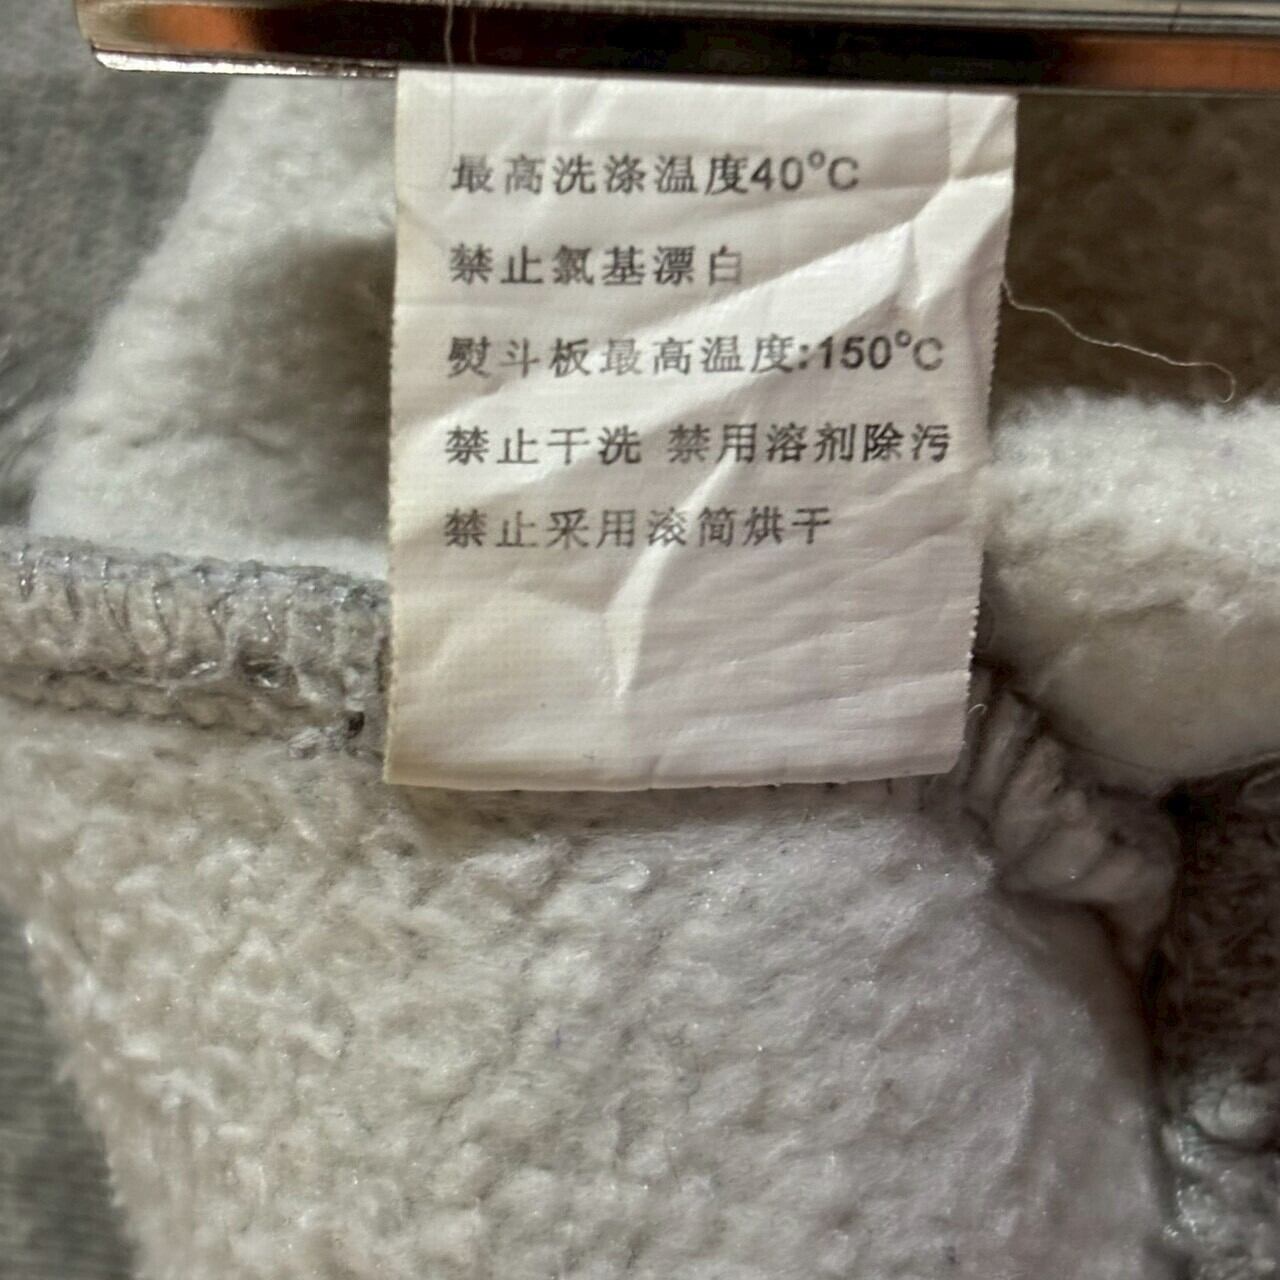 最高洗涤温度40°C
禁止氯基漂白
熨斗板最高温度:150°C
禁止干洗 禁用溶剂除污
禁止采用滚筒烘干